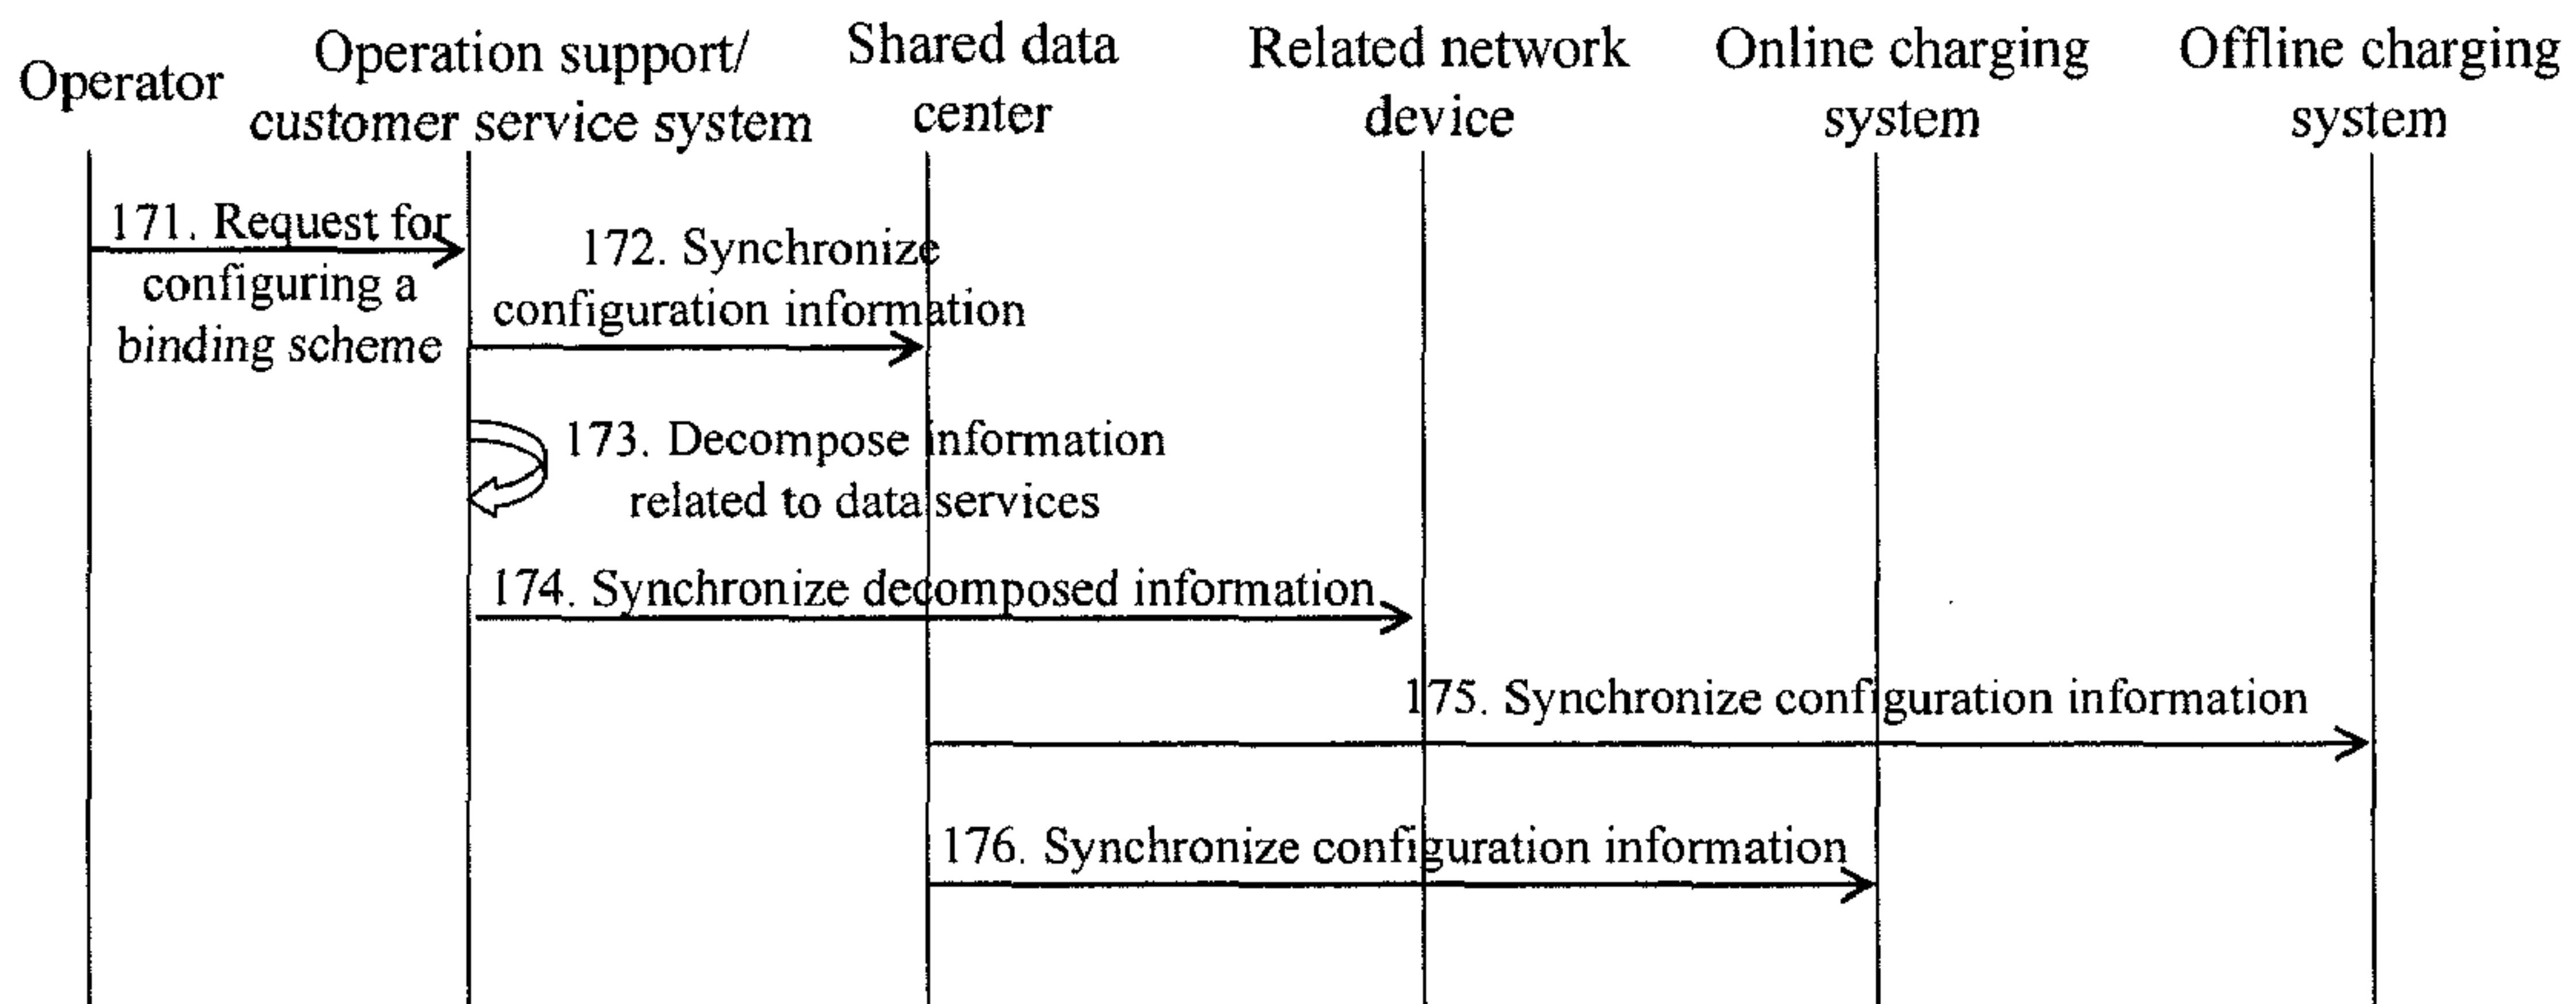 Operator
Operation support/
customer service system
Shared data
center
Related network
device
Online charging
system
Offline charging
system
171. Request for
configuring a
binding scheme
172. Synchronize
configuration information
173. Decompose information
related to data services
174. Synchronize decomposed information
175. Synchronize configuration information
176. Synchronize configuration information